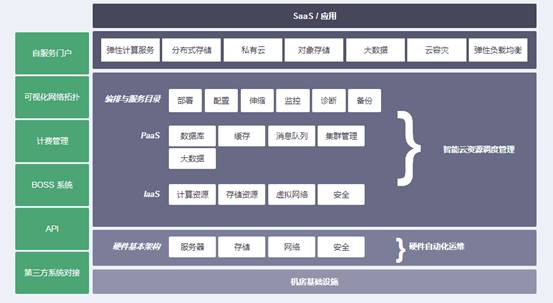 SaaS / 应用
自服务门户
可视化网络拓扑
计费管理
BOSS 系统
API
第三方系统对接
弹性计算服务 分布式存储 私有云 对象存储 大数据 云容灾 弹性负载均衡
编排与服务目录 部署 配置 伸缩 监控 诊断 备份
PaaS 数据库 缓存 消息队列 集群管理
大数据
IaaS 计算资源 存储资源 虚拟网络 安全
智能云资源调度管理
硬件基本架构 服务器 存储 网络 安全
硬件自动化运维
机房基础设施